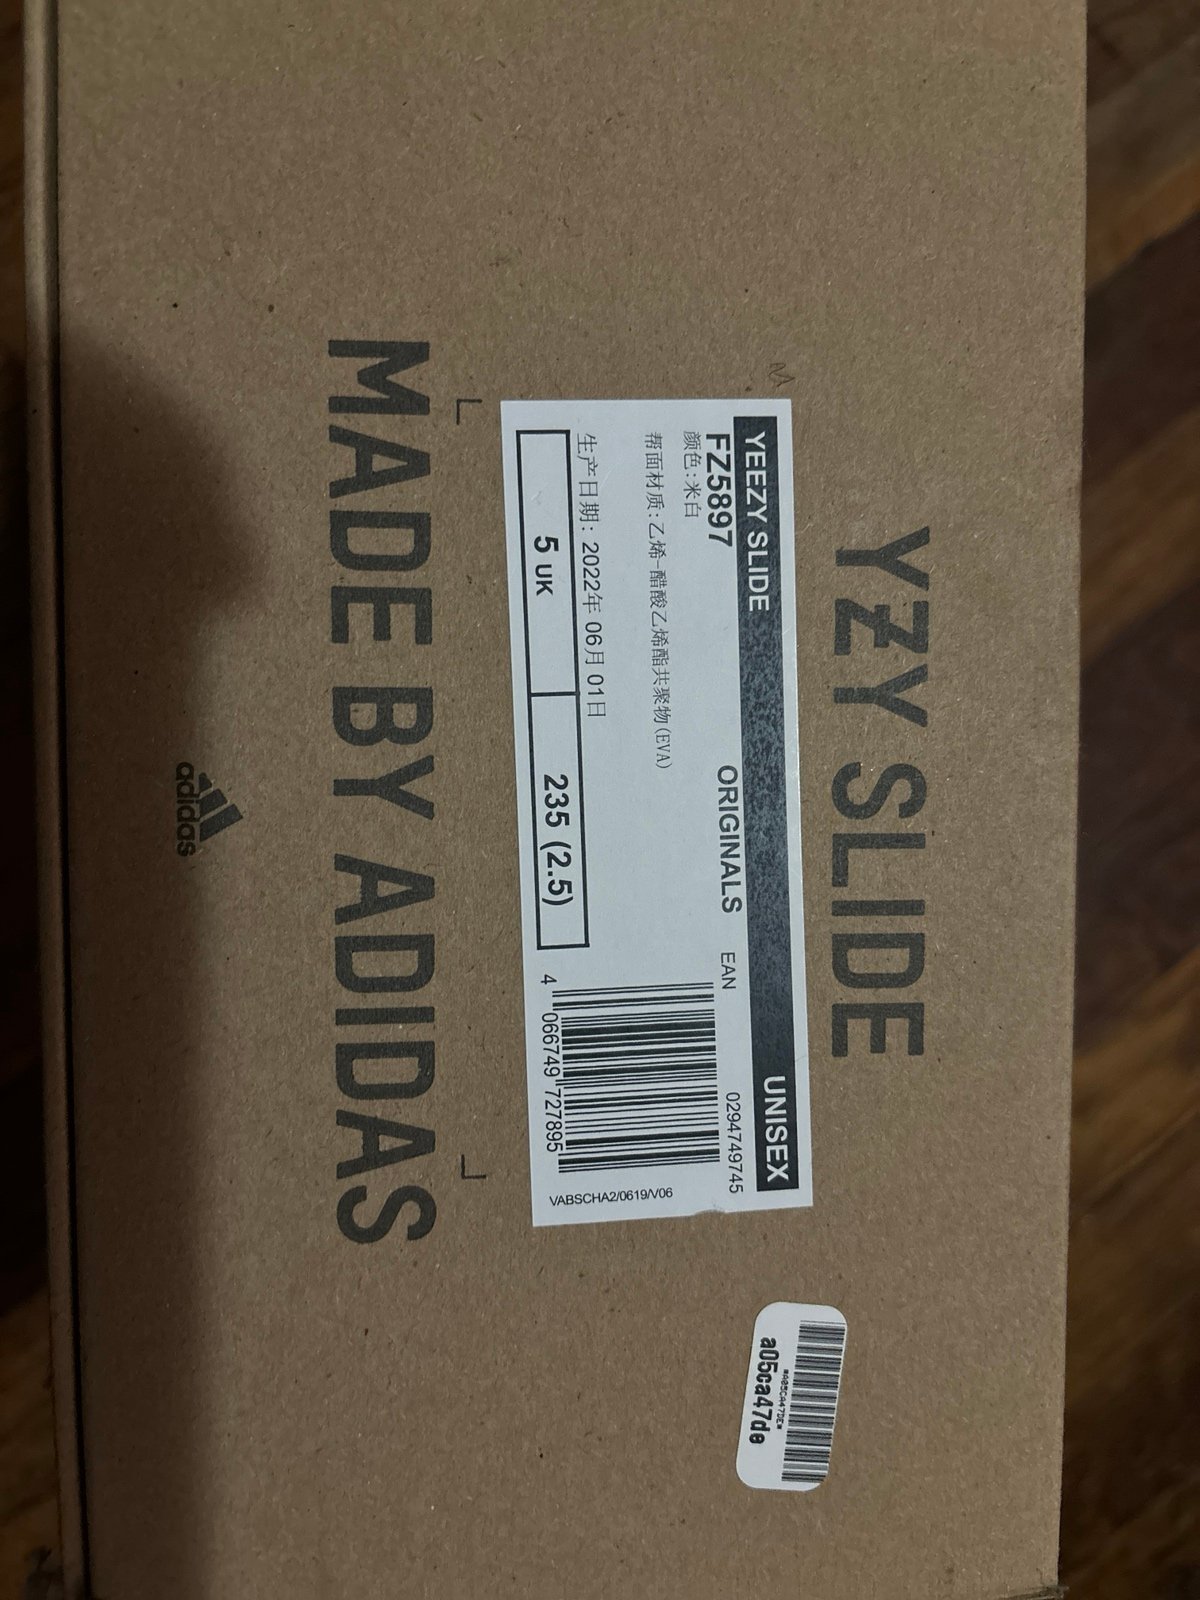 YZY SLIDE
YEEZY SLIDE UNISEX
FZ5897 ORIGINALS EAN 0294749745
颜色:米白
帮面材质:乙烯-醋酸乙烯酯共聚物(EVA)
生产日期: 2022年 06月 01日
5 UK 235 (2.5)
4 066749 727895
VABSCHA2/0619/V06
MADE BY ADIDAS
adidas
*A05CA47DE*
a05ca47de